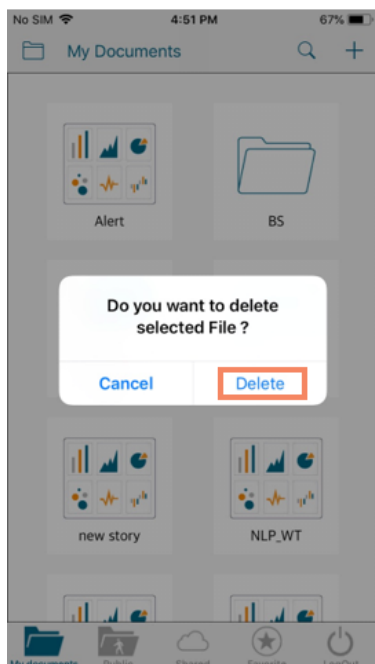 No SIM 4:51 PM 67%
My Documents
Alert BS
Do you want to delete
selected File ?
Cancel Delete
new story NLP_WT
My documents Public Shared Favorite LogOut